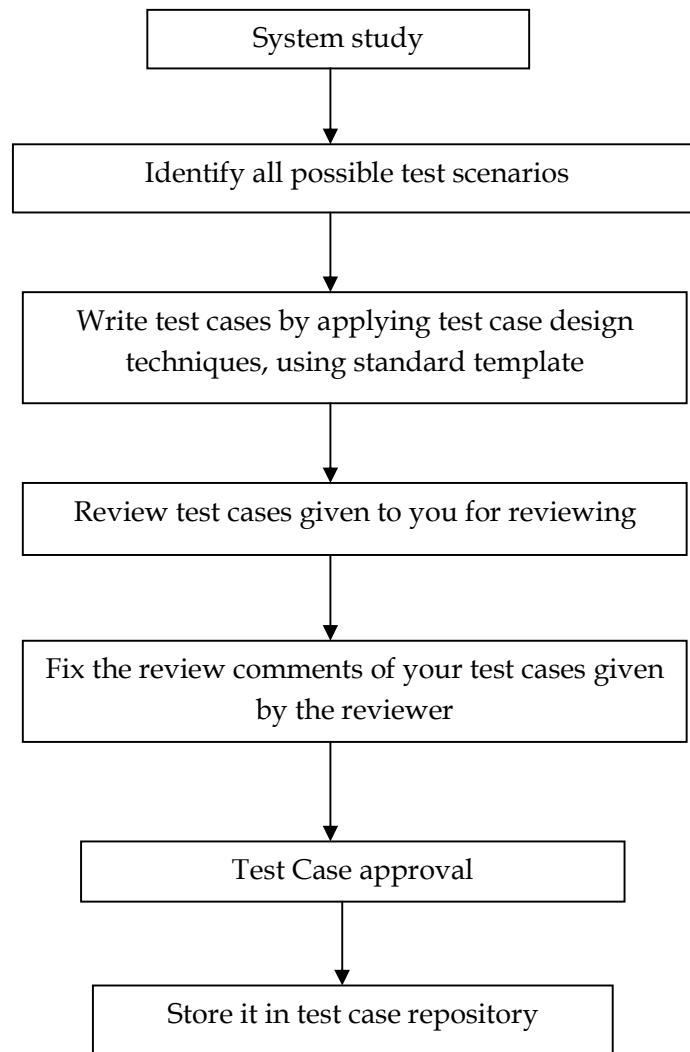 System study
Identify all possible test scenarios
Write test cases by applying test case design
techniques, using standard template
Review test cases given to you for reviewing
Fix the review comments of your test cases given
by the reviewer
Test Case approval
Store it in test case repository